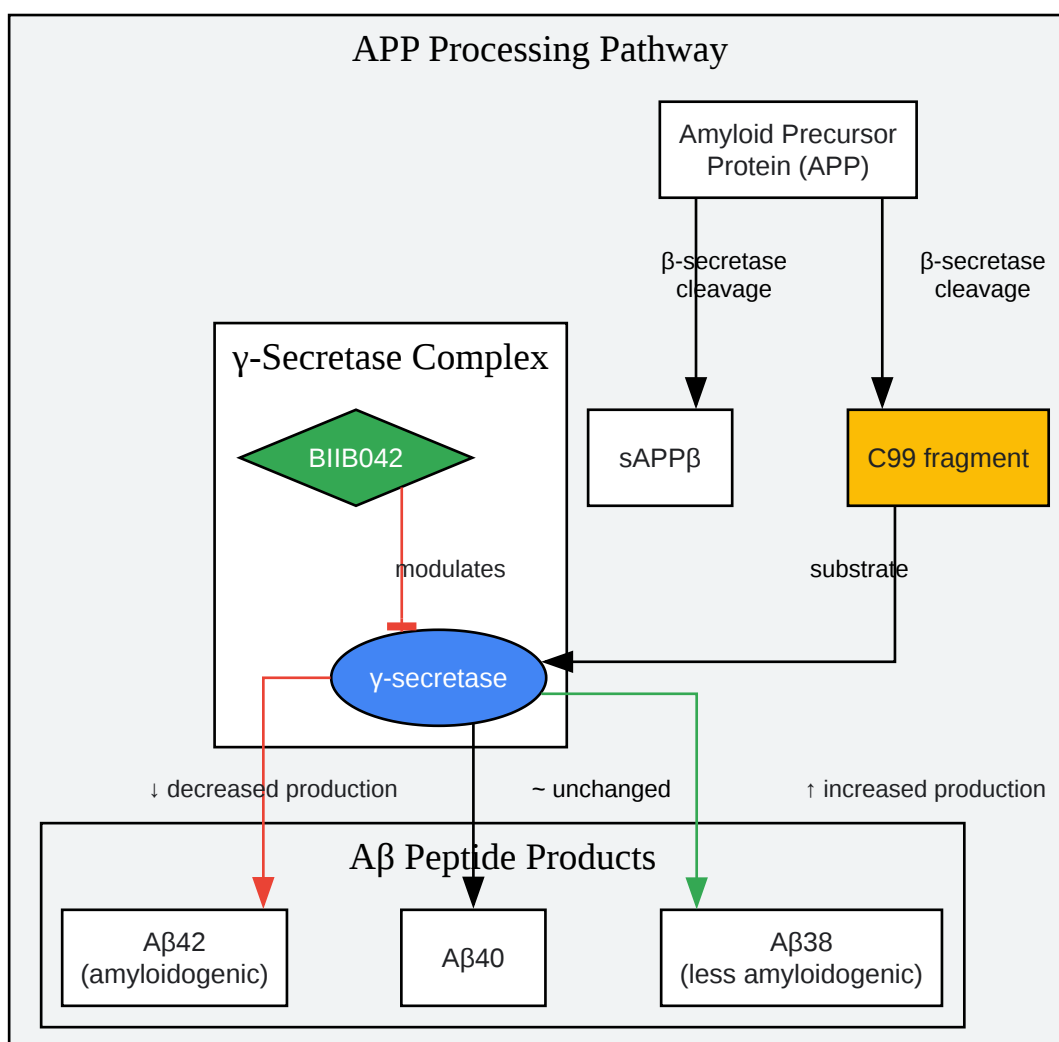 APP Processing Pathway
Amyloid Precursor
Protein (APP)
β-secretase
cleavage
β-secretase
cleavage
γ-Secretase Complex
BIIB042
sAPPβ
C99 fragment
modulates
substrate
γ-secretase
↓ decreased production
~ unchanged
↑ increased production
Aβ Peptide Products
Aβ42
(amyloidogenic)
Aβ40
Aβ38
(less amyloidogenic)